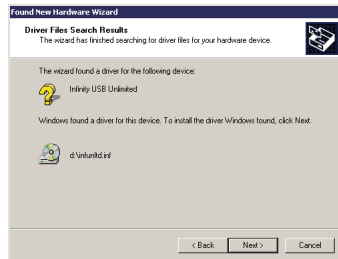 Found New Hardware Wizard
Driver Files Search Results
The wizard has finished searching for driver files for your hardware device.
The wizard found a driver for the following device:
Infinity USB Unlimited
Windows found a driver for this device. To install the driver Windows found, click Next.
d:\infunltd.inf
< Back Next > Cancel